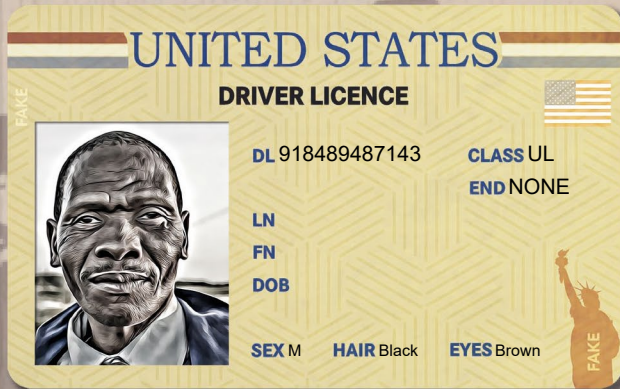 UNITED STATES
DRIVER LICENCE
FAKE
DL 918489487143 CLASS UL
END NONE
LN
FN
DOB
SEX M HAIR Black EYES Brown
FAKE